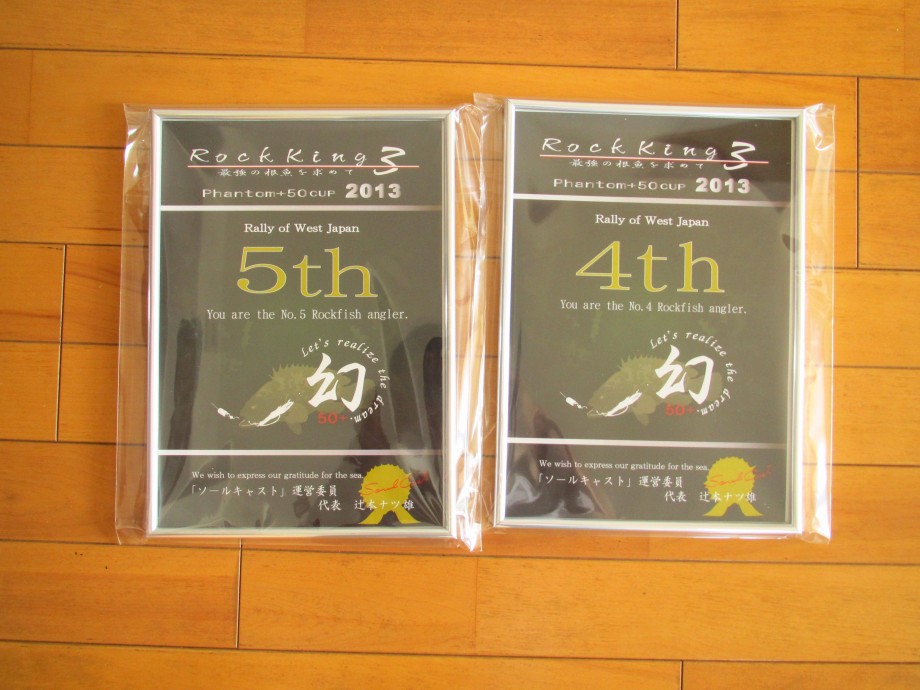 Rock King 3
最強の根魚を求めて
Phantom+50CUP 2013
Rally of West Japan
5th
You are the No.5 Rockfish angler.
Let's realize the dream.
幻
50+
We wish to express our gratitude for the sea.
「ソールキャスト」運営委員
代表 辻本ナツ雄
Rock King 3
最強の根魚を求めて
Phantom+50CUP 2013
Rally of West Japan
4th
You are the No.4 Rockfish angler.
Let's realize the dream.
幻
50+
We wish to express our gratitude for the sea.
「ソールキャスト」運営委員
代表 辻本ナツ雄